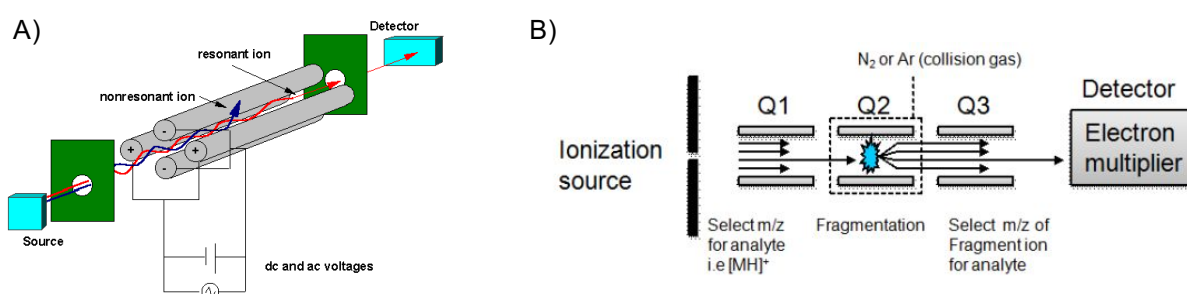 A)
Detector
resonant ion
nonresonant ion
-
+
+
-
Source
dc and ac voltages
B)
N₂ or Ar (collision gas)
Q1
Q2
Q3
Detector
Ionization
source
Electron
multiplier
Select m/z
for analyte
i.e [MH]⁺
Fragmentation
Select m/z of
Fragment ion
for analyte